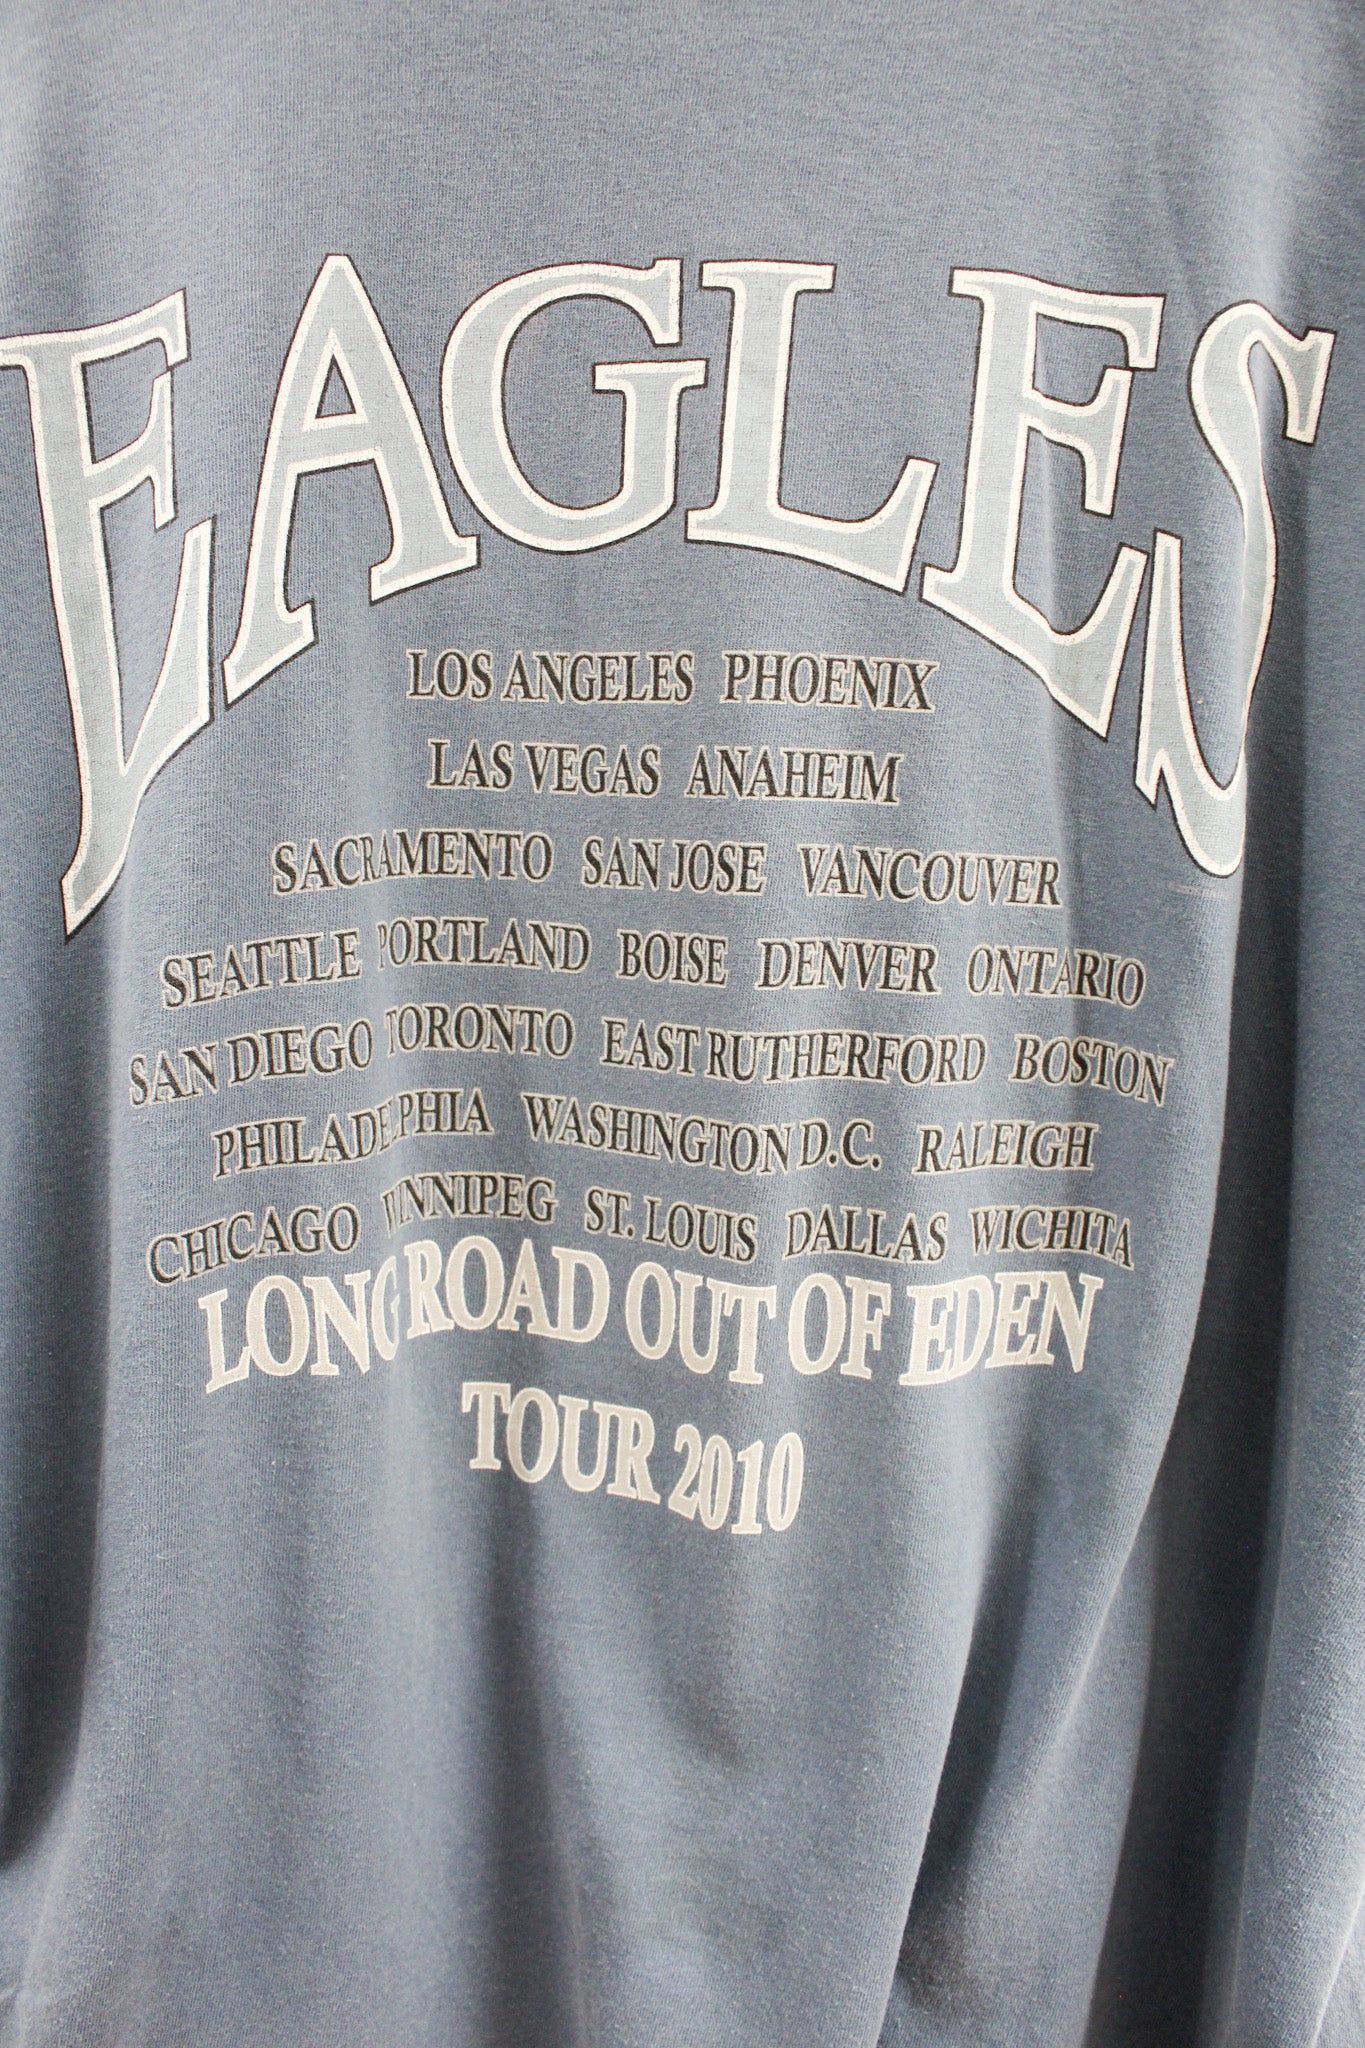 EAGLES
LOS ANGELES PHOENIX
LAS VEGAS ANAHEIM
SACRAMENTO SAN JOSE VANCOUVER
SEATTLE PORTLAND BOISE DENVER ONTARIO
SAN DIEGO TORONTO EAST RUTHERFORD BOSTON
PHILADELPHIA WASHINGTON D.C. RALEIGH
CHICAGO WINNIPEG ST. LOUIS DALLAS WICHITA
LONG ROAD OUT OF EDEN
TOUR 2010